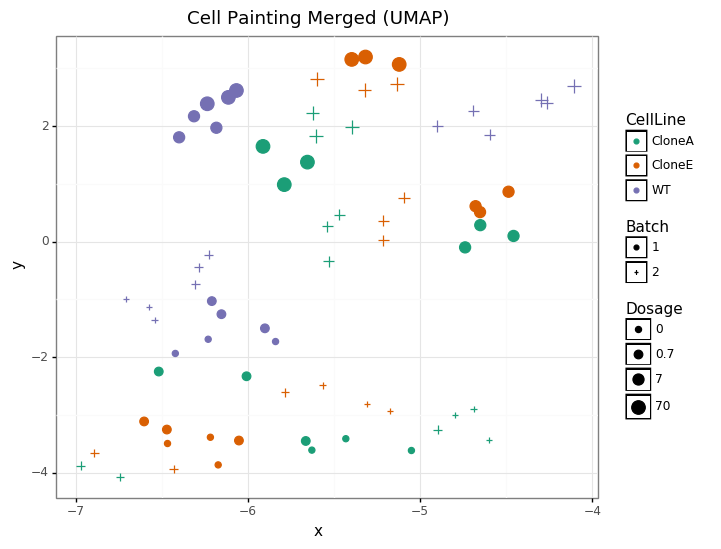 Cell Painting Merged (UMAP)
y
2
0
−2
−4
−7
−6
−5
−4
x
CellLine
CloneA
CloneE
WT
Batch
1
2
Dosage
0
0.7
7
70